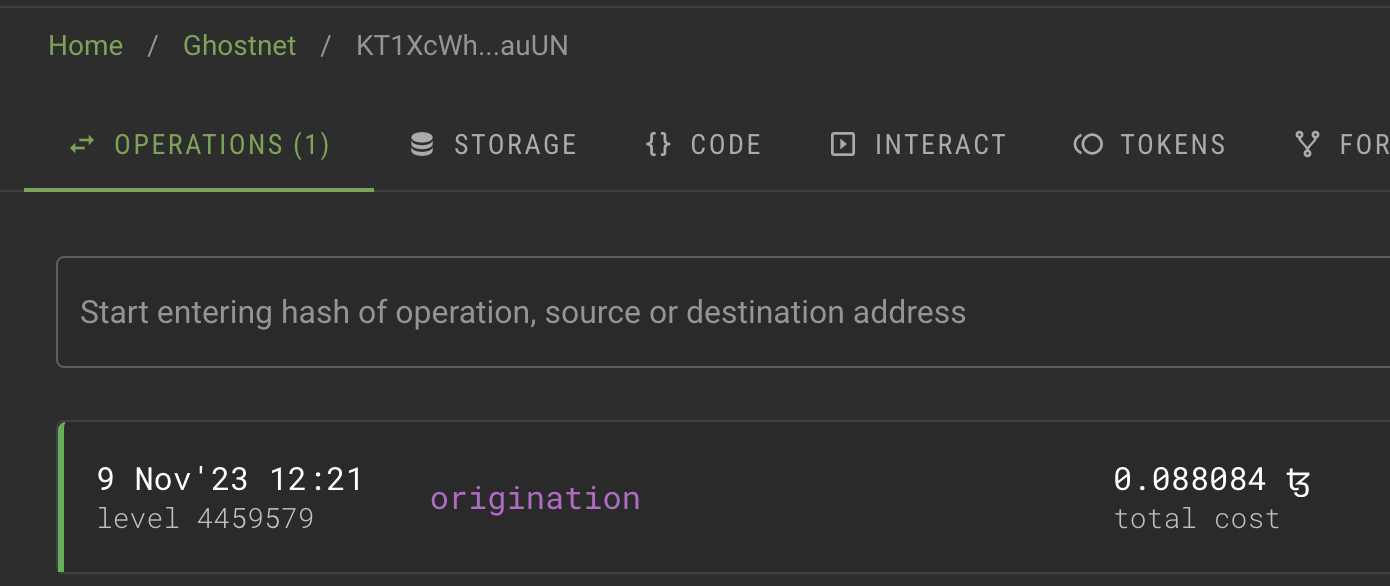 Home / Ghostnet / KT1XcWh...auUN
OPERATIONS (1) STORAGE {} CODE INTERACT TOKENS FOR
Start entering hash of operation, source or destination address
9 Nov'23 12:21 origination 0.088084 ꜩ
level 4459579 total cost